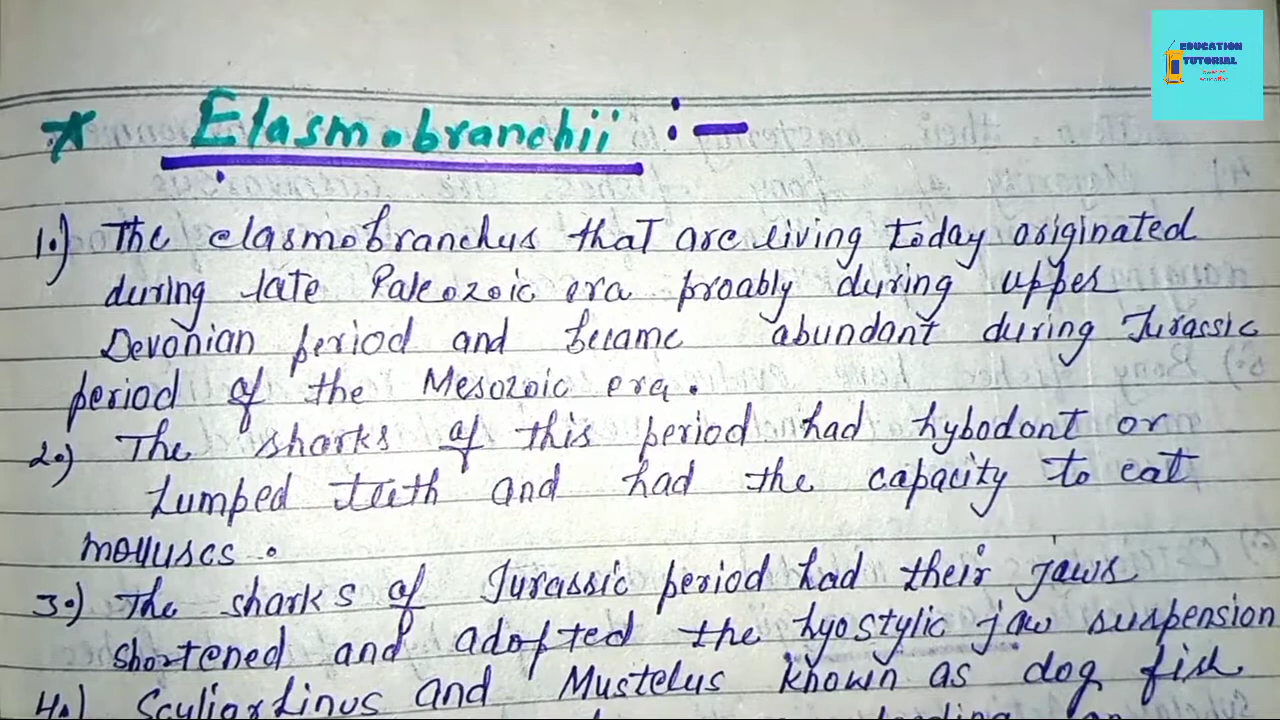 EDUCATION
TUTORIAL
* Elasmobranchii :-
1.) The elasmobranchus that are living today originated
during late Paleozoic era proably during upper
Devonian period and became abundant during Jurassic
period of the Mesozoic era.
2.) The sharks of this period had hybodont or
Lumped teeth and had the capacity to eat
molluscs.
3.) The sharks of Jurassic period had their jaws
shortened and adopted the hyostylic jaw suspension
4.) and Mustelus known as dog fish